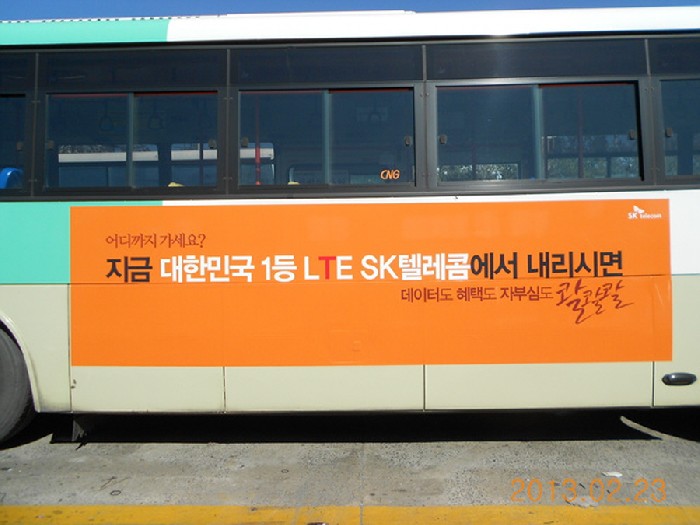 CNG
SK telecom
어디까지 가세요?
지금 대한민국 1등 LTE SK텔레콤에서 내리시면
데이터도 혜택도 자부심도 콸콸콸
2013.02.23